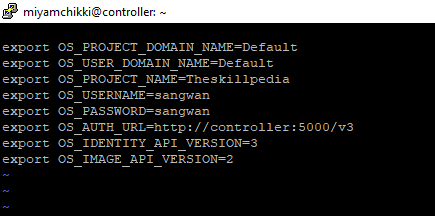 miyamchikki@controller: ~
export OS_PROJECT_DOMAIN_NAME=Default
export OS_USER_DOMAIN_NAME=Default
export OS_PROJECT_NAME=Theskillpedia
export OS_USERNAME=sangwan
export OS_PASSWORD=sangwan
export OS_AUTH_URL=http://controller:5000/v3
export OS_IDENTITY_API_VERSION=3
export OS_IMAGE_API_VERSION=2
~
~
~